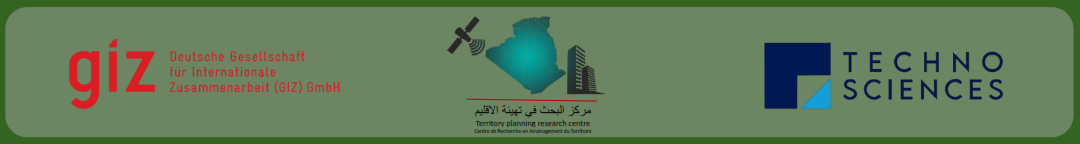 giz
Deutsche Gesellschaft
für Internationale
Zusammenarbeit (GIZ) GmbH
مركز البحث في تهيئة الاقليم
Territory planning research centre
Centre de Recherche en Aménagement du Territoire
TECHNO
SCIENCES